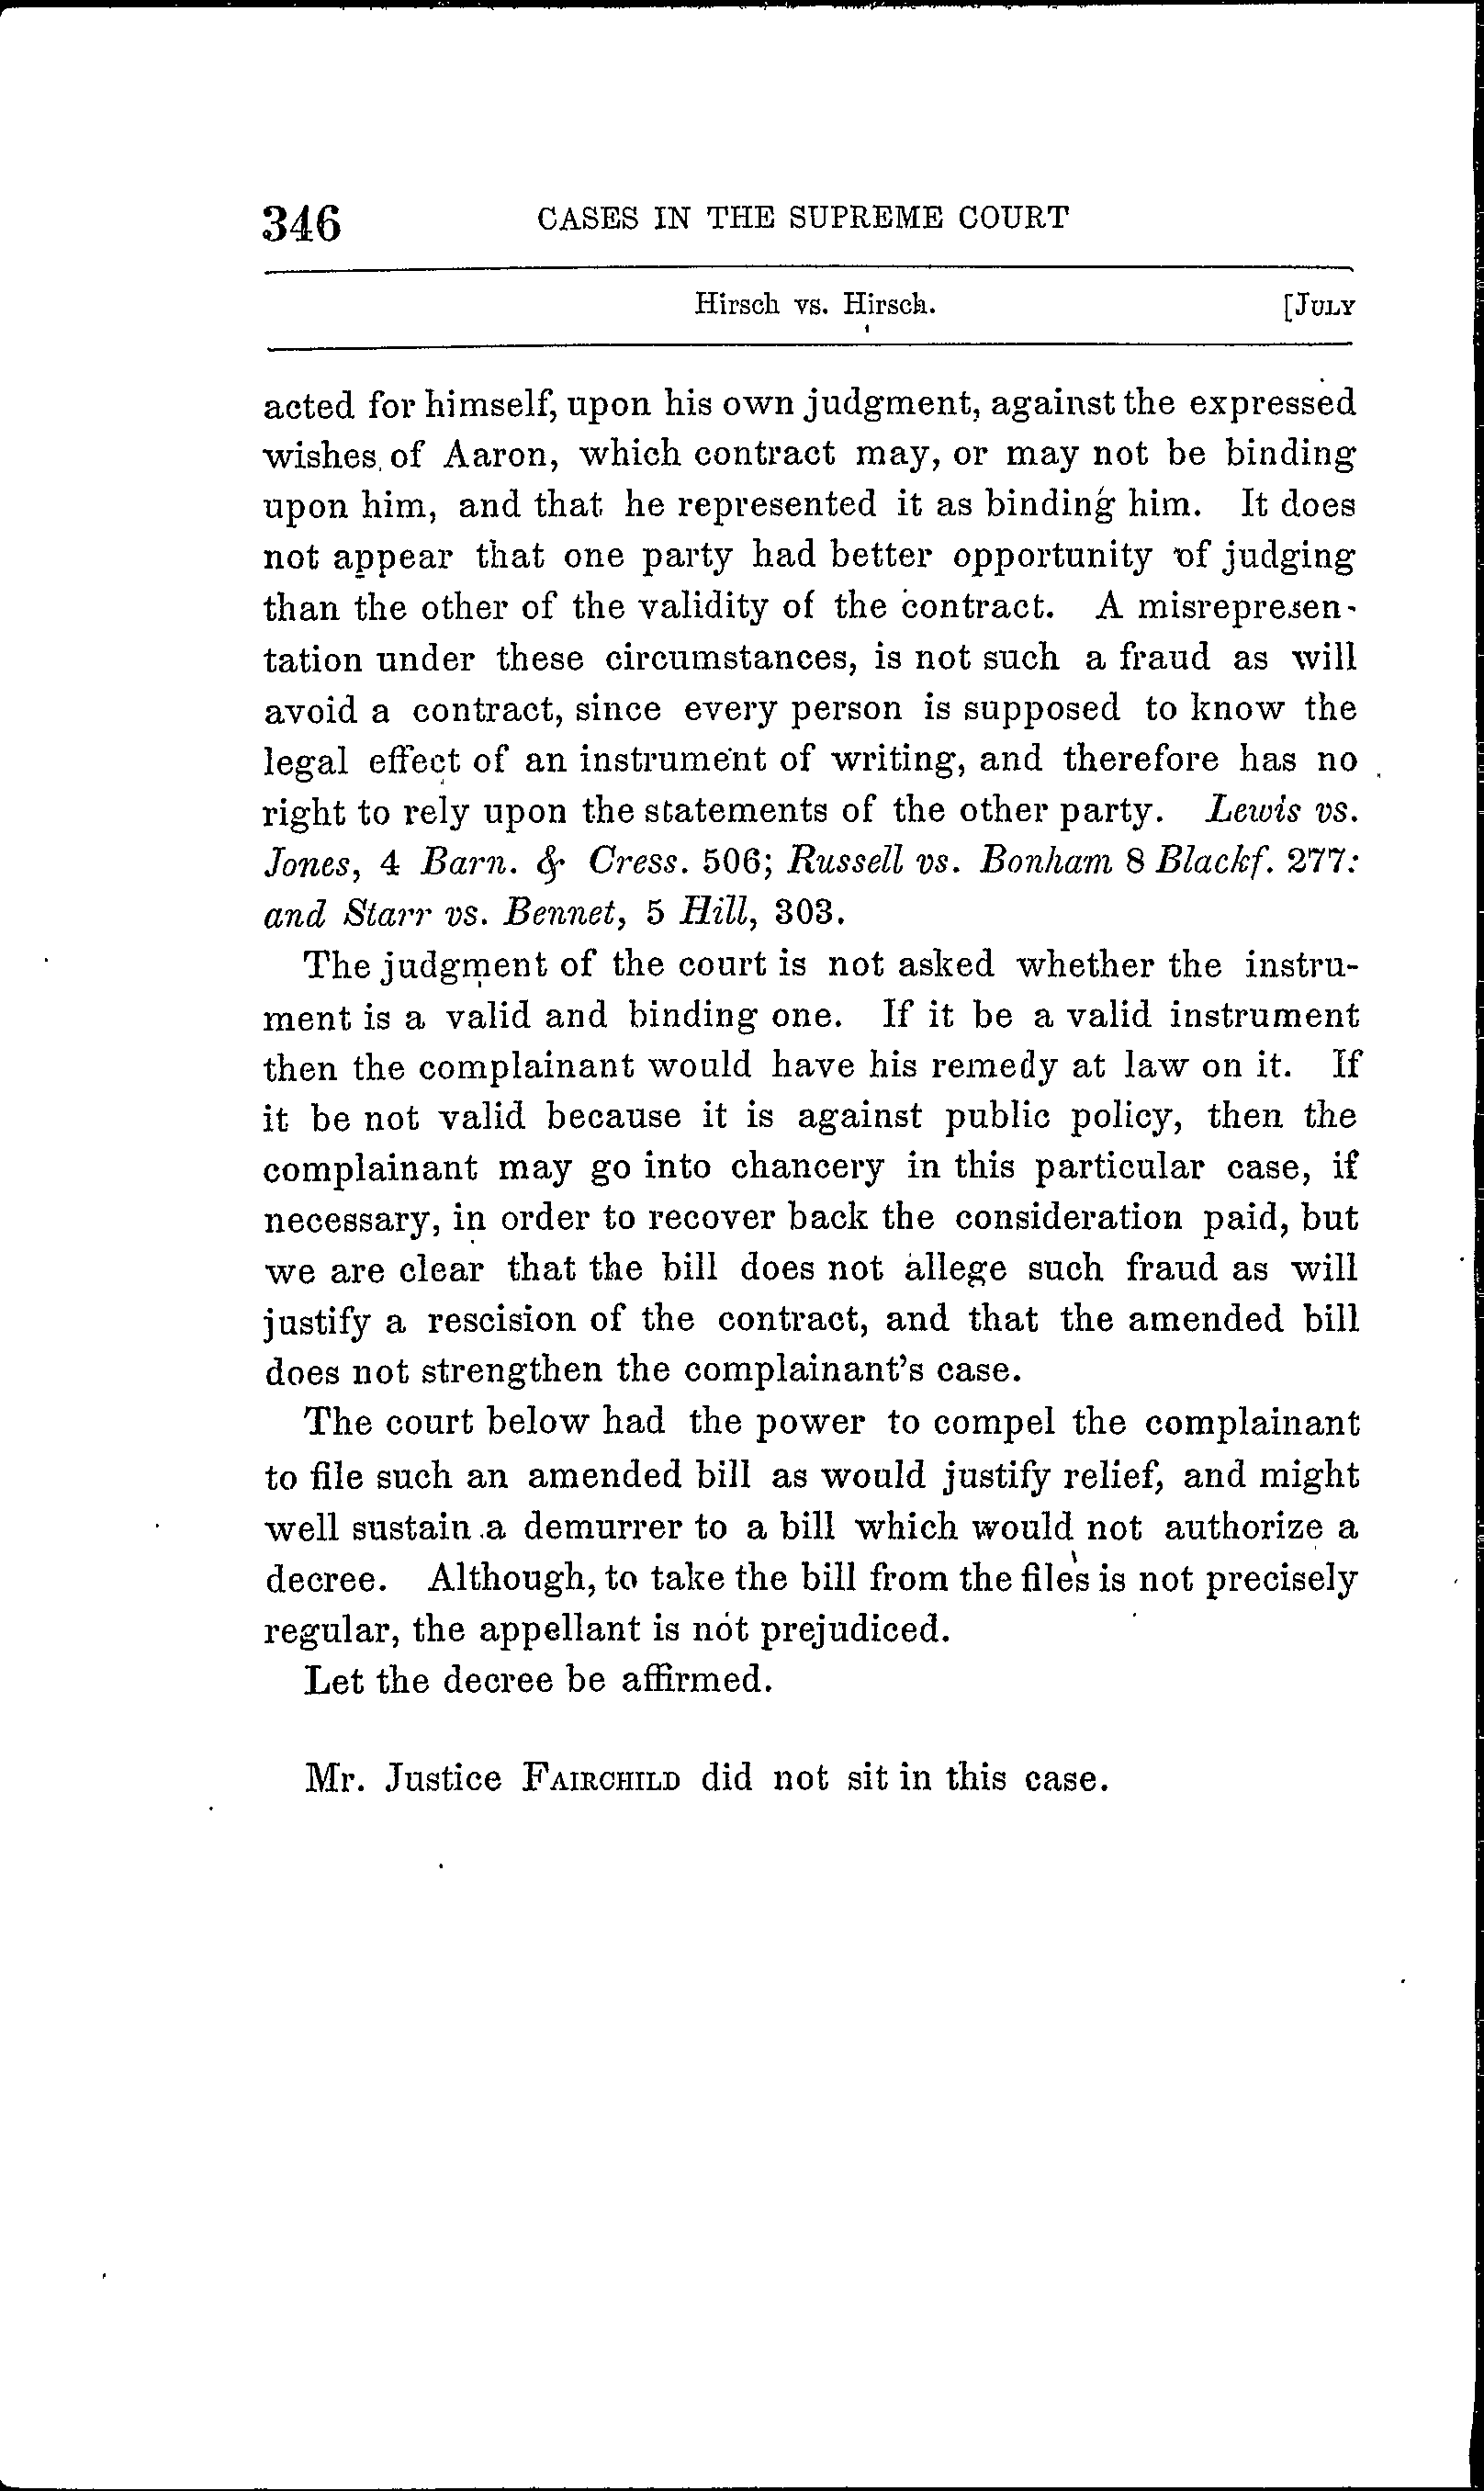 346 CASES IN THE SUPREME COURT
Hirsch vs. Hirsch. [JULY
acted for himself, upon his own judgment, against the expressed
wishes of Aaron, which contract may, or may not be binding
upon him, and that he represented it as binding him. It does
not appear that one party had better opportunity of judging
than the other of the validity of the contract. A misrepresen-
tation under these circumstances, is not such a fraud as will
avoid a contract, since every person is supposed to know the
legal effect of an instrument of writing, and therefore has no
right to rely upon the statements of the other party. Lewis vs.
Jones, 4 Barn. & Cress. 506; Russell vs. Bonham 8 Blackf. 277:
and Starr vs. Bennet, 5 Hill, 303.
The judgment of the court is not asked whether the instru-
ment is a valid and binding one. If it be a valid instrument
then the complainant would have his remedy at law on it. If
it be not valid because it is against public policy, then the
complainant may go into chancery in this particular case, if
necessary, in order to recover back the consideration paid, but
we are clear that the bill does not allege such fraud as will
justify a rescision of the contract, and that the amended bill
does not strengthen the complainant's case.
The court below had the power to compel the complainant
to file such an amended bill as would justify relief, and might
well sustain a demurrer to a bill which would not authorize a
decree. Although, to take the bill from the files is not precisely
regular, the appellant is not prejudiced.
Let the decree be affirmed.
Mr. Justice FAIRCHILD did not sit in this case.